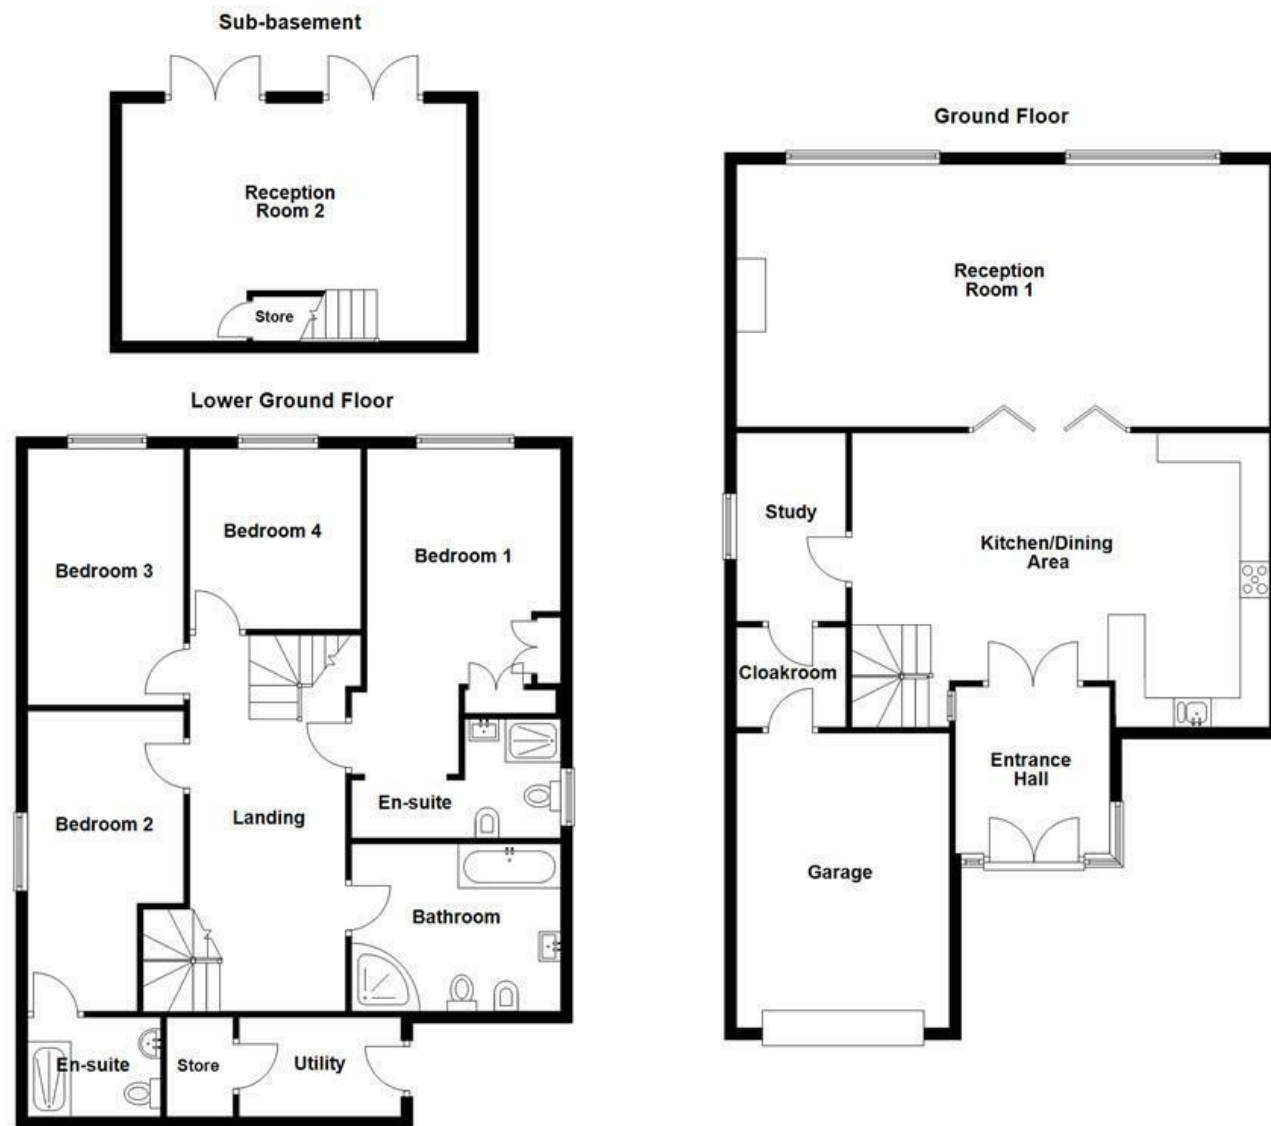 Sub-basement
Reception
Room 2
Store
Lower Ground Floor
Bedroom 3
Bedroom 4
Bedroom 1
Bedroom 2
Landing
En-suite
Bathroom
En-suite
Store
Utility
Ground Floor
Reception
Room 1
Study
Kitchen/Dining
Area
Cloakroom
Entrance
Hall
Garage